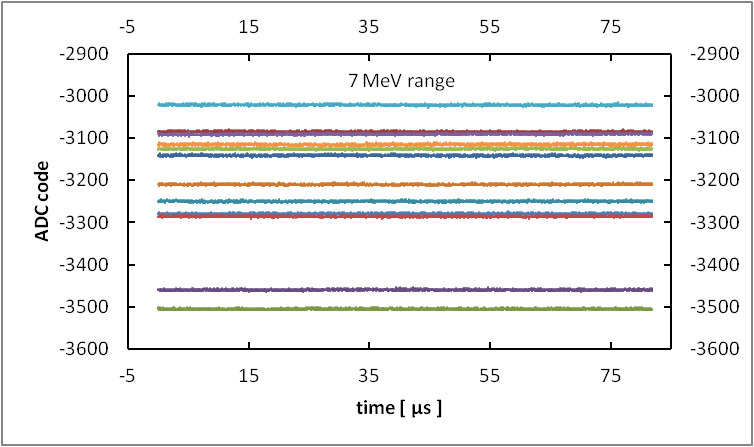 -5 15 35 55 75
-2900 -2900
7 MeV range
-3000 -3000
-3100 -3100
-3200 -3200
ADC code
-3300 -3300
-3400 -3400
-3500 -3500
-3600 -3600
-5 15 35 55 75
time [ µs ]